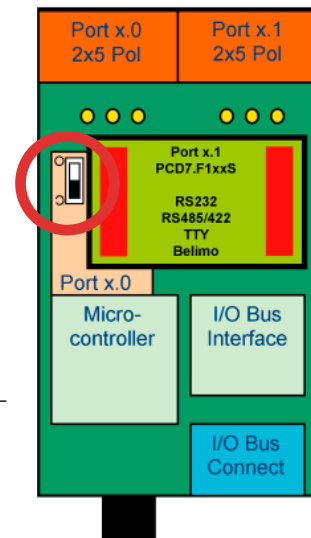 Port x.0
2x5 Pol
Port x.1
2x5 Pol
Port x.1
PCD7.F1xxS
RS232
RS485/422
TTY
Belimo
Port x.0
Micro-
controller
I/O Bus
Interface
I/O Bus
Connect